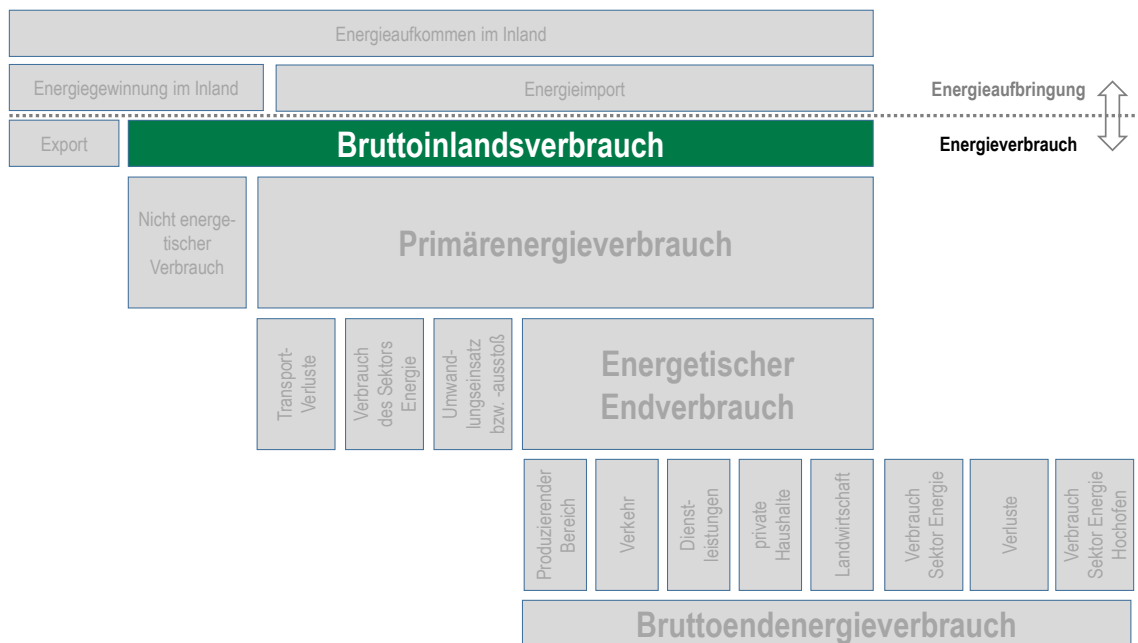 Energieaufkommen im Inland
Energiegewinnung im Inland
Energieimport
Energieaufbringung
Export
Bruttoinlandsverbrauch
Energieverbrauch
Nicht energe-
tischer
Verbrauch
Primärenergieverbrauch
Transport-
Verluste
Verbrauch
des Sektors
Energie
Umwand-
lungseinsatz
bzw. -ausstoß
Energetischer
Endverbrauch
Produzierender
Bereich
Verkehr
Dienst-
leistungen
private
Haushalte
Landwirtschaft
Verbrauch
Sektor Energie
Verluste
Verbrauch
Sektor Energie
Hochofen
Bruttoendenergieverbrauch